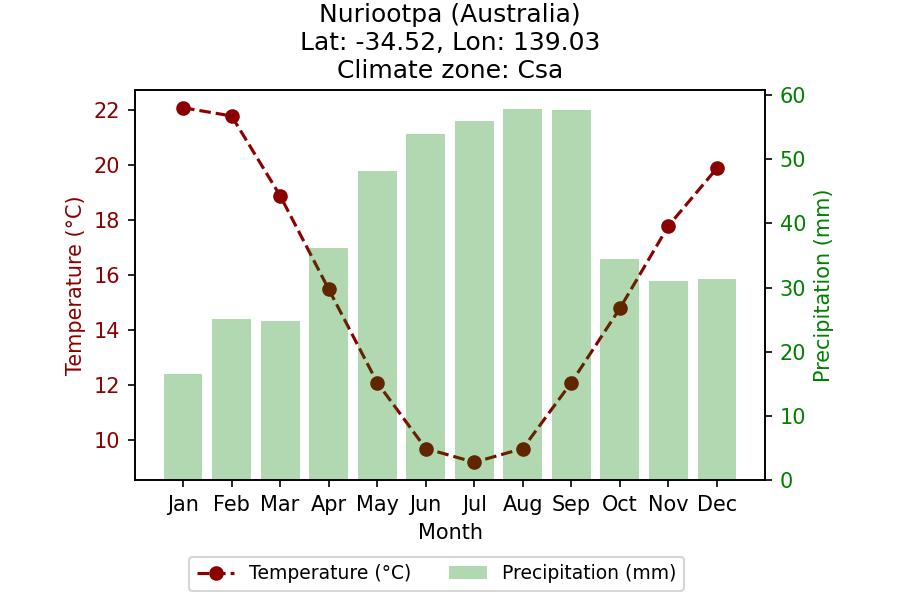 Nuriootpa (Australia)
Lat: -34.52, Lon: 139.03
Climate zone: Csa
22
20
18
16
14
12
10
Temperature (°C)
60
50
40
30
20
10
0
Precipitation (mm)
Jan Feb Mar Apr May Jun Jul Aug Sep Oct Nov Dec
Month
Temperature (°C) Precipitation (mm)